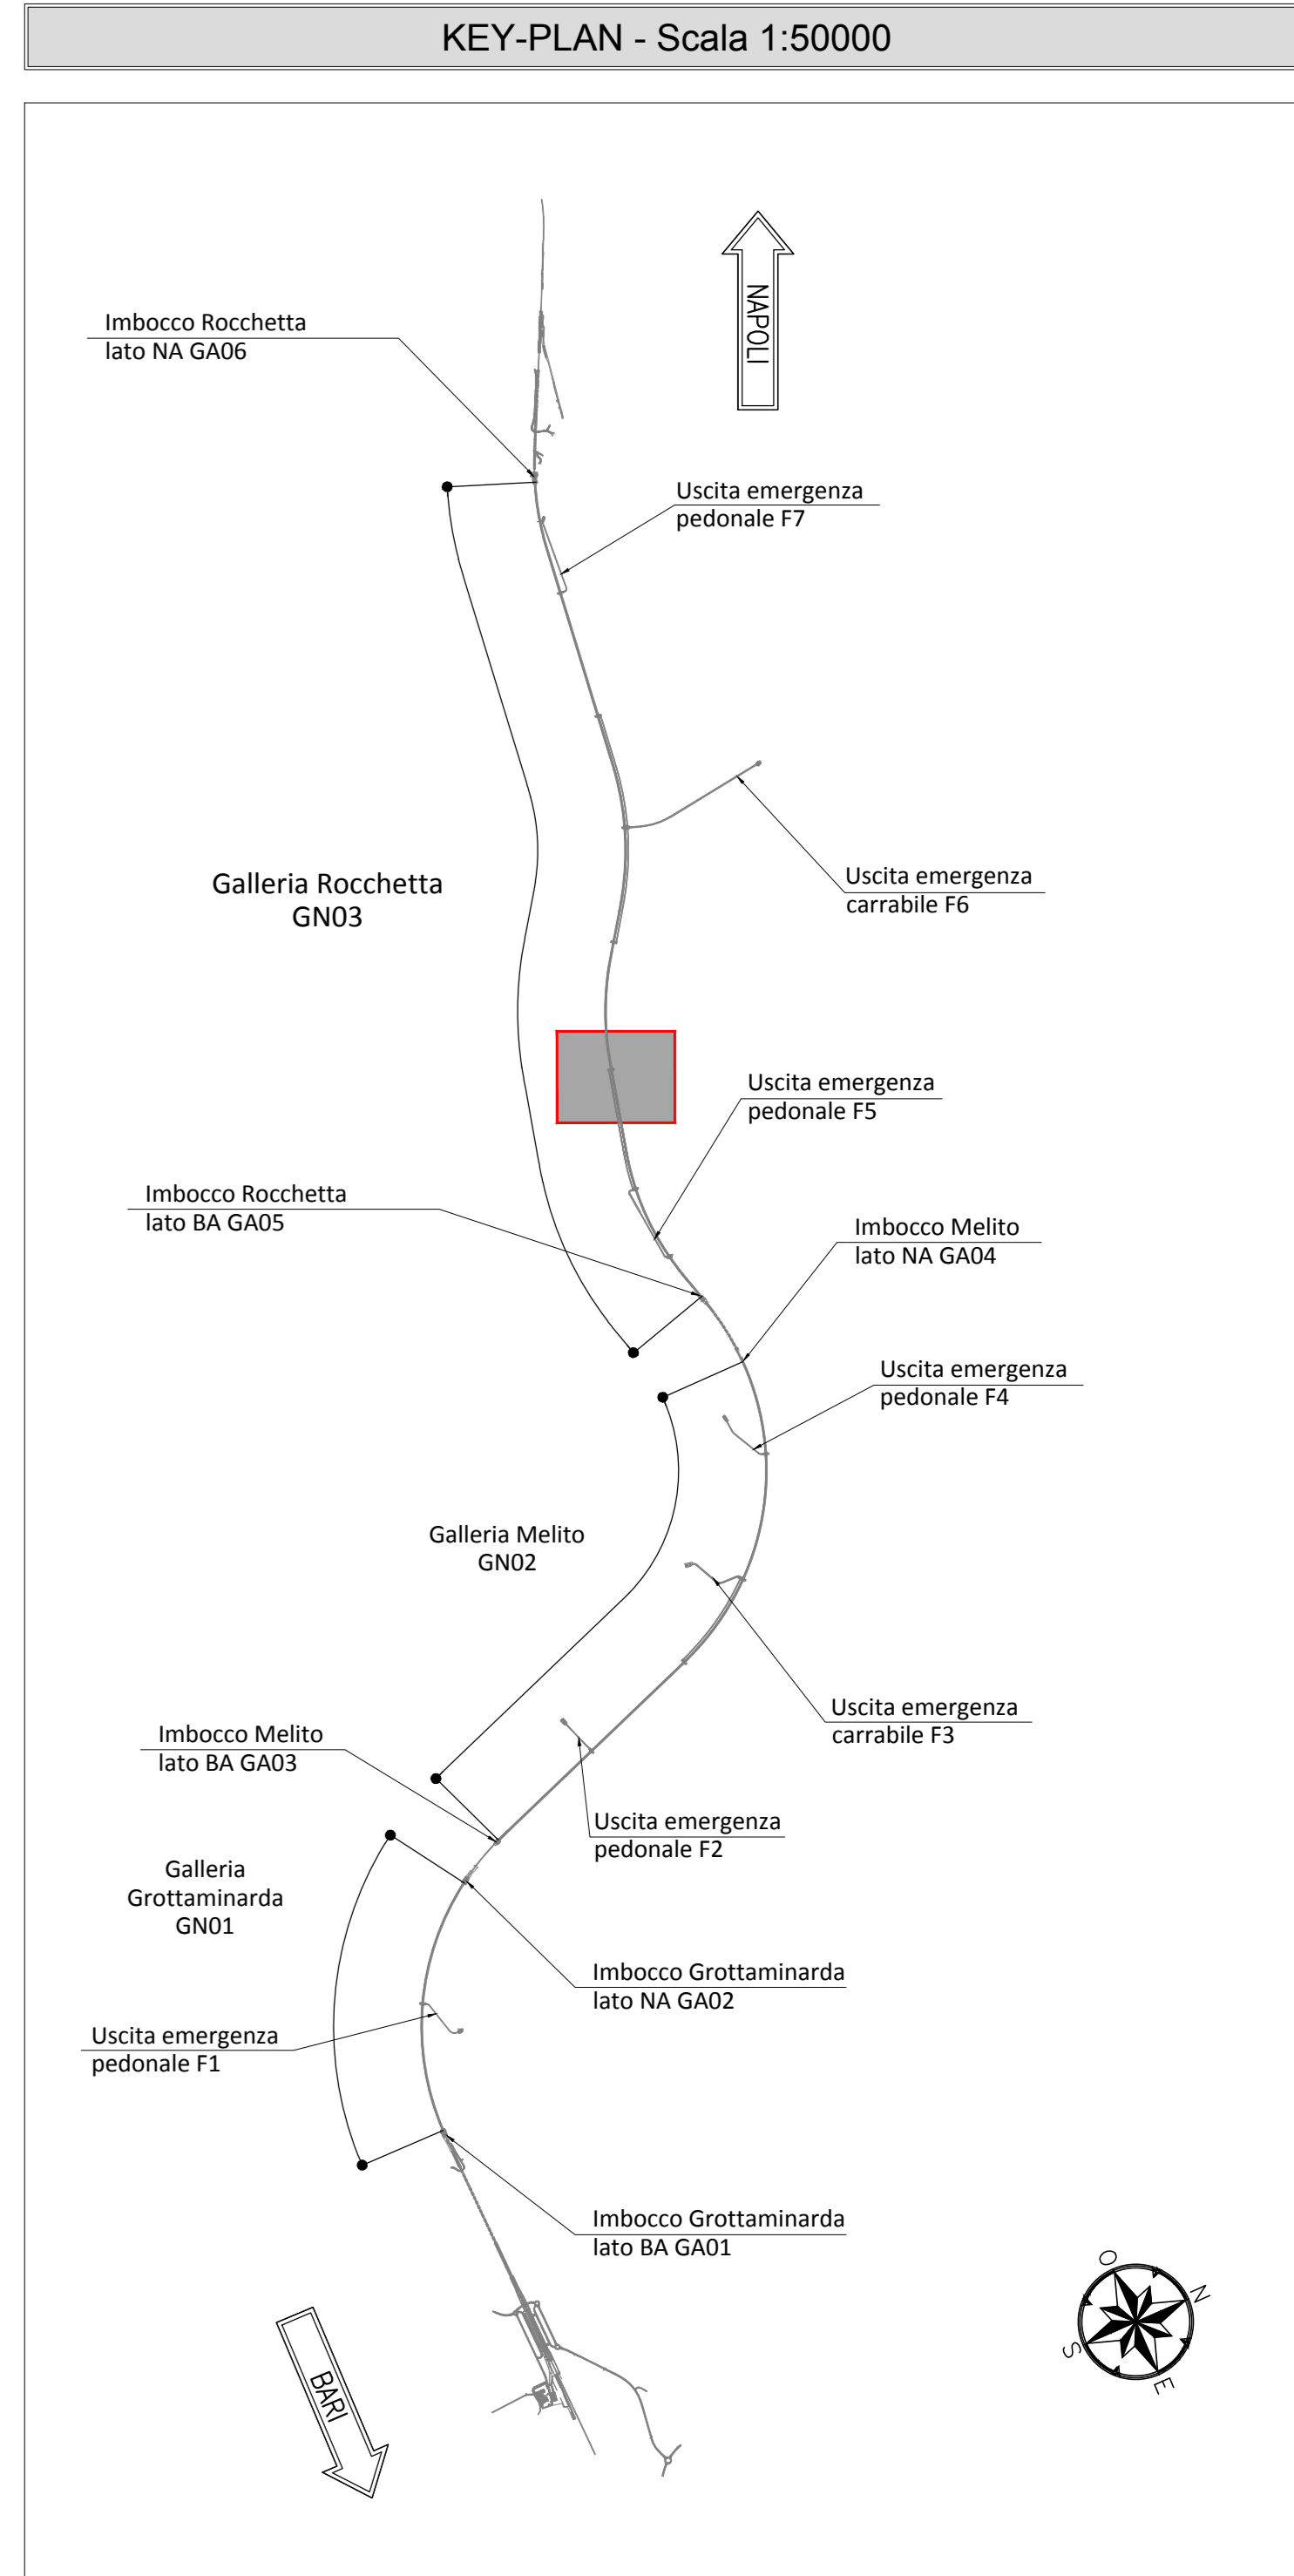 KEY-PLAN - Scala 1:50000
NAPOLI
Imbocco Rocchetta
lato NA GA06
Uscita emergenza
pedonale F7
Galleria Rocchetta
GN03
Uscita emergenza
carrabile F6
Uscita emergenza
pedonale F5
Imbocco Rocchetta
lato BA GA05
Imbocco Melito
lato NA GA04
Uscita emergenza
pedonale F4
Galleria Melito
GN02
Uscita emergenza
carrabile F3
Imbocco Melito
lato BA GA03
Uscita emergenza
pedonale F2
Galleria
Grottaminarda
GN01
Imbocco Grottaminarda
lato NA GA02
Uscita emergenza
pedonale F1
Imbocco Grottaminarda
lato BA GA01
O
N
S
E
BARI